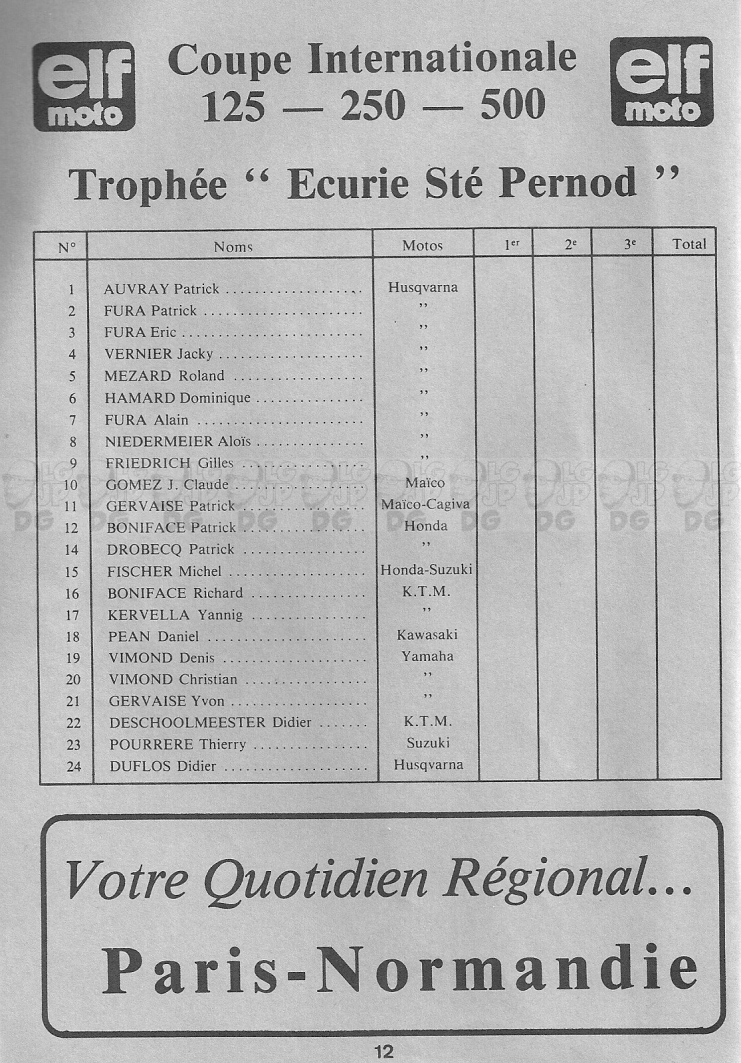 elf moto
Coupe Internationale
125 — 250 — 500
elf moto
Trophée “ Ecurie Sté Pernod ”
N° Noms Motos 1er 2e 3e Total
1 AUVRAY Patrick .................. Husqvarna
2 FURA Patrick .................. ”
3 FURA Eric .................. ”
4 VERNIER Jacky .................. ”
5 MEZARD Roland .................. ”
6 HAMARD Dominique .................. ”
7 FURA Alain .................. ”
8 NIEDERMEIER Aloïs .................. ”
9 FRIEDRICH Gilles .................. ”
10 GOMEZ J. Claude .................. Maïco
11 GERVAISE Patrick .................. Maïco-Cagiva
12 BONIFACE Patrick .................. Honda
14 DROBECQ Patrick .................. ”
15 FISCHER Michel .................. Honda-Suzuki
16 BONIFACE Richard .................. K.T.M.
17 KERVELLA Yannig .................. ”
18 PEAN Daniel .................. Kawasaki
19 VIMOND Denis .................. Yamaha
20 VIMOND Christian .................. ”
21 GERVAISE Yvon .................. ”
22 DESCHOOLMEESTER Didier ....... K.T.M.
23 POURRERE Thierry .................. Suzuki
24 DUFLOS Didier .................. Husqvarna
Votre Quotidien Régional...
Paris-Normandie
12